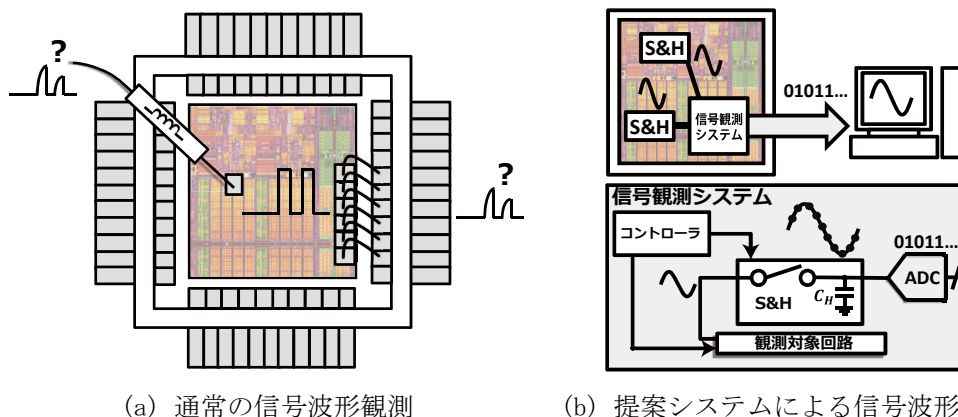 ?
?
(a) 通常の信号波形観測
S&H
S&H
信号観測
システム
01011...
信号観測システム
コントローラ
S&H
C_H
01011...
ADC
観測対象回路
(b) 提案システムによる信号波形